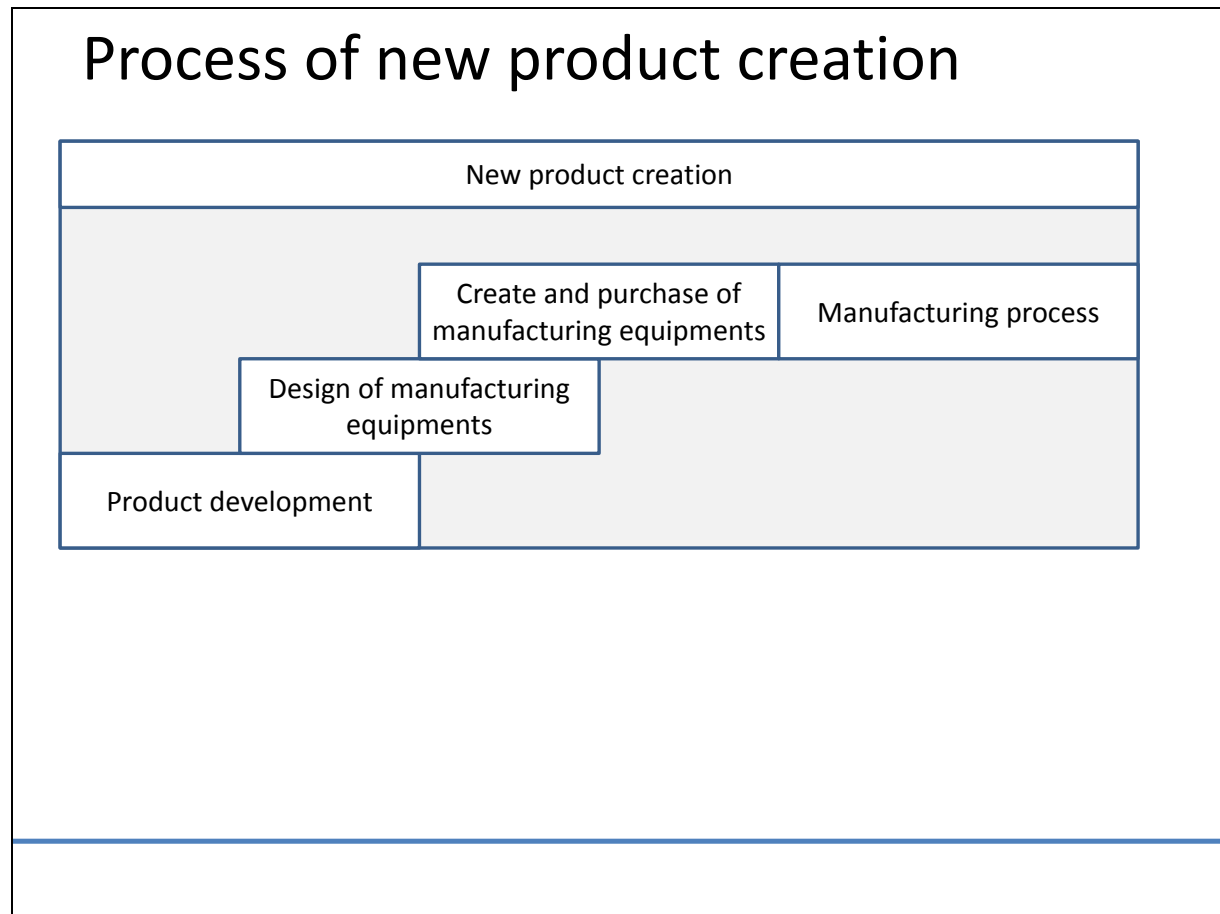 Process of new product creation
New product creation
Create and purchase of
manufacturing equipments
Manufacturing process
Design of manufacturing
equipments
Product development